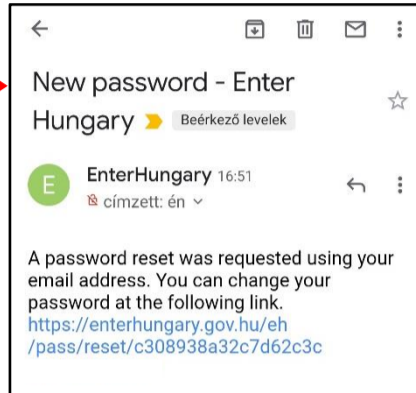 New password - Enter
Hungary Beérkező levelek
E EnterHungary 16:51
címzett: én
A password reset was requested using your
email address. You can change your
password at the following link.
https://enterhungary.gov.hu/eh
/pass/reset/c308938a32c7d62c3c